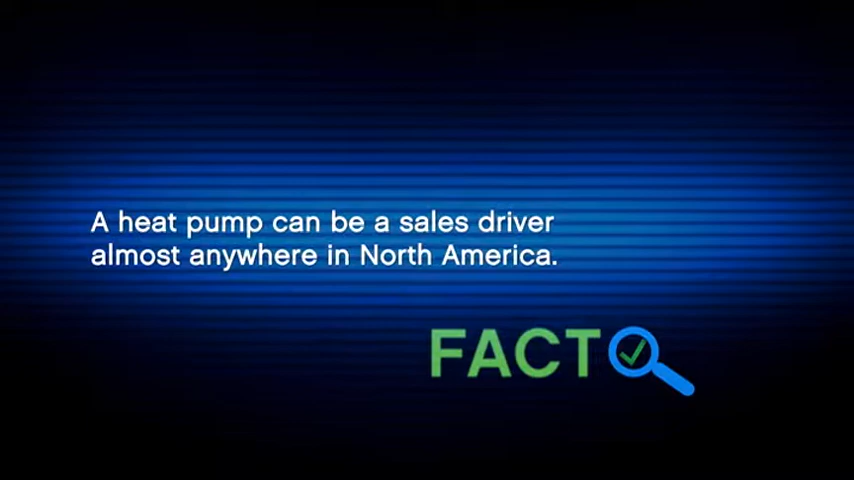 A heat pump can be a sales driver
almost anywhere in North America.
FACT